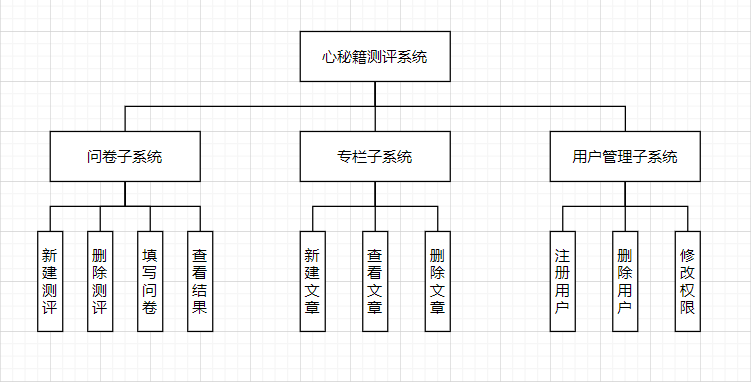 心秘籍测评系统
问卷子系统
专栏子系统
用户管理子系统
新建测评
删除测评
填写问卷
查看结果
新建文章
查看文章
删除文章
注册用户
删除用户
修改权限